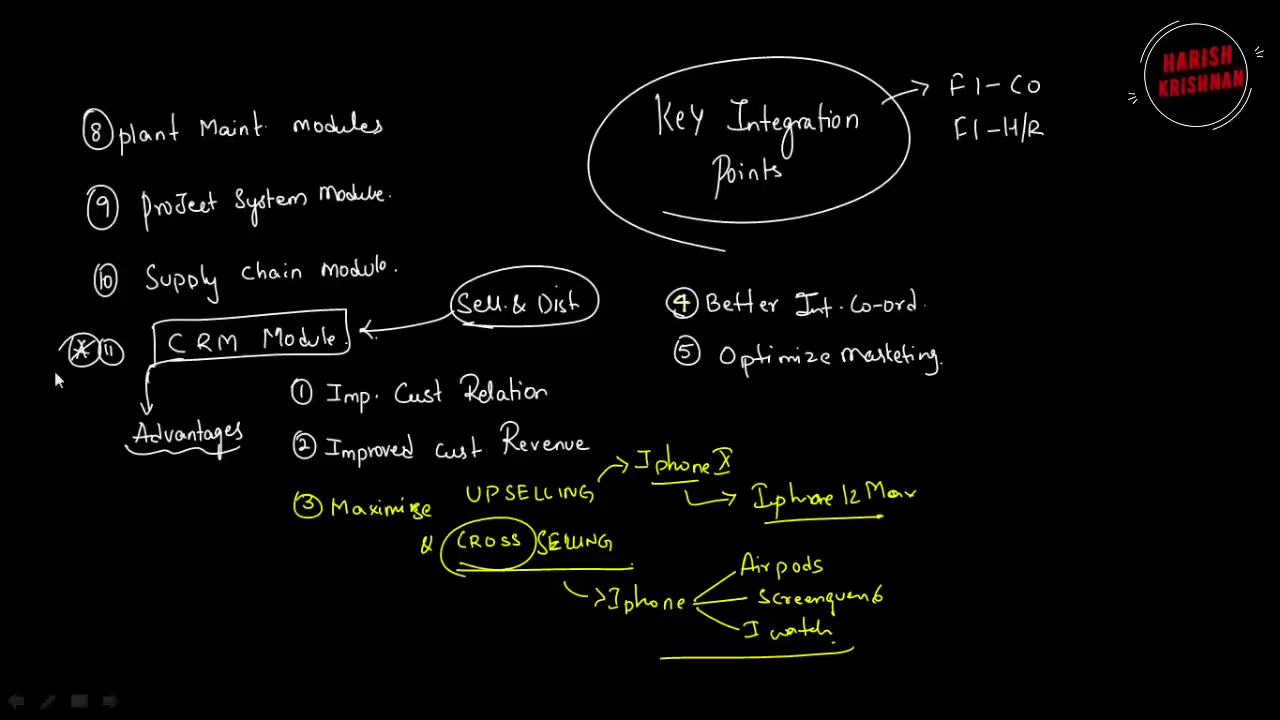 HARISH
KRISHNAN
Key Integration
Points
FI-CO
FI-H/R
8 plant Maint. modules
9 Project System Module.
10 Supply Chain Module.
11 CRM Module.
Sell. & Dist
Advantages
1 Imp. Cust Relation
2 Improved Cust Revenue
3 Maximise UPSELLING
Iphone X
Iphone 12 Max
& CROSS SELLING
Iphone
Airpods
I watch
4 Better Int. Co-ord.
5 Optimize Marketing.